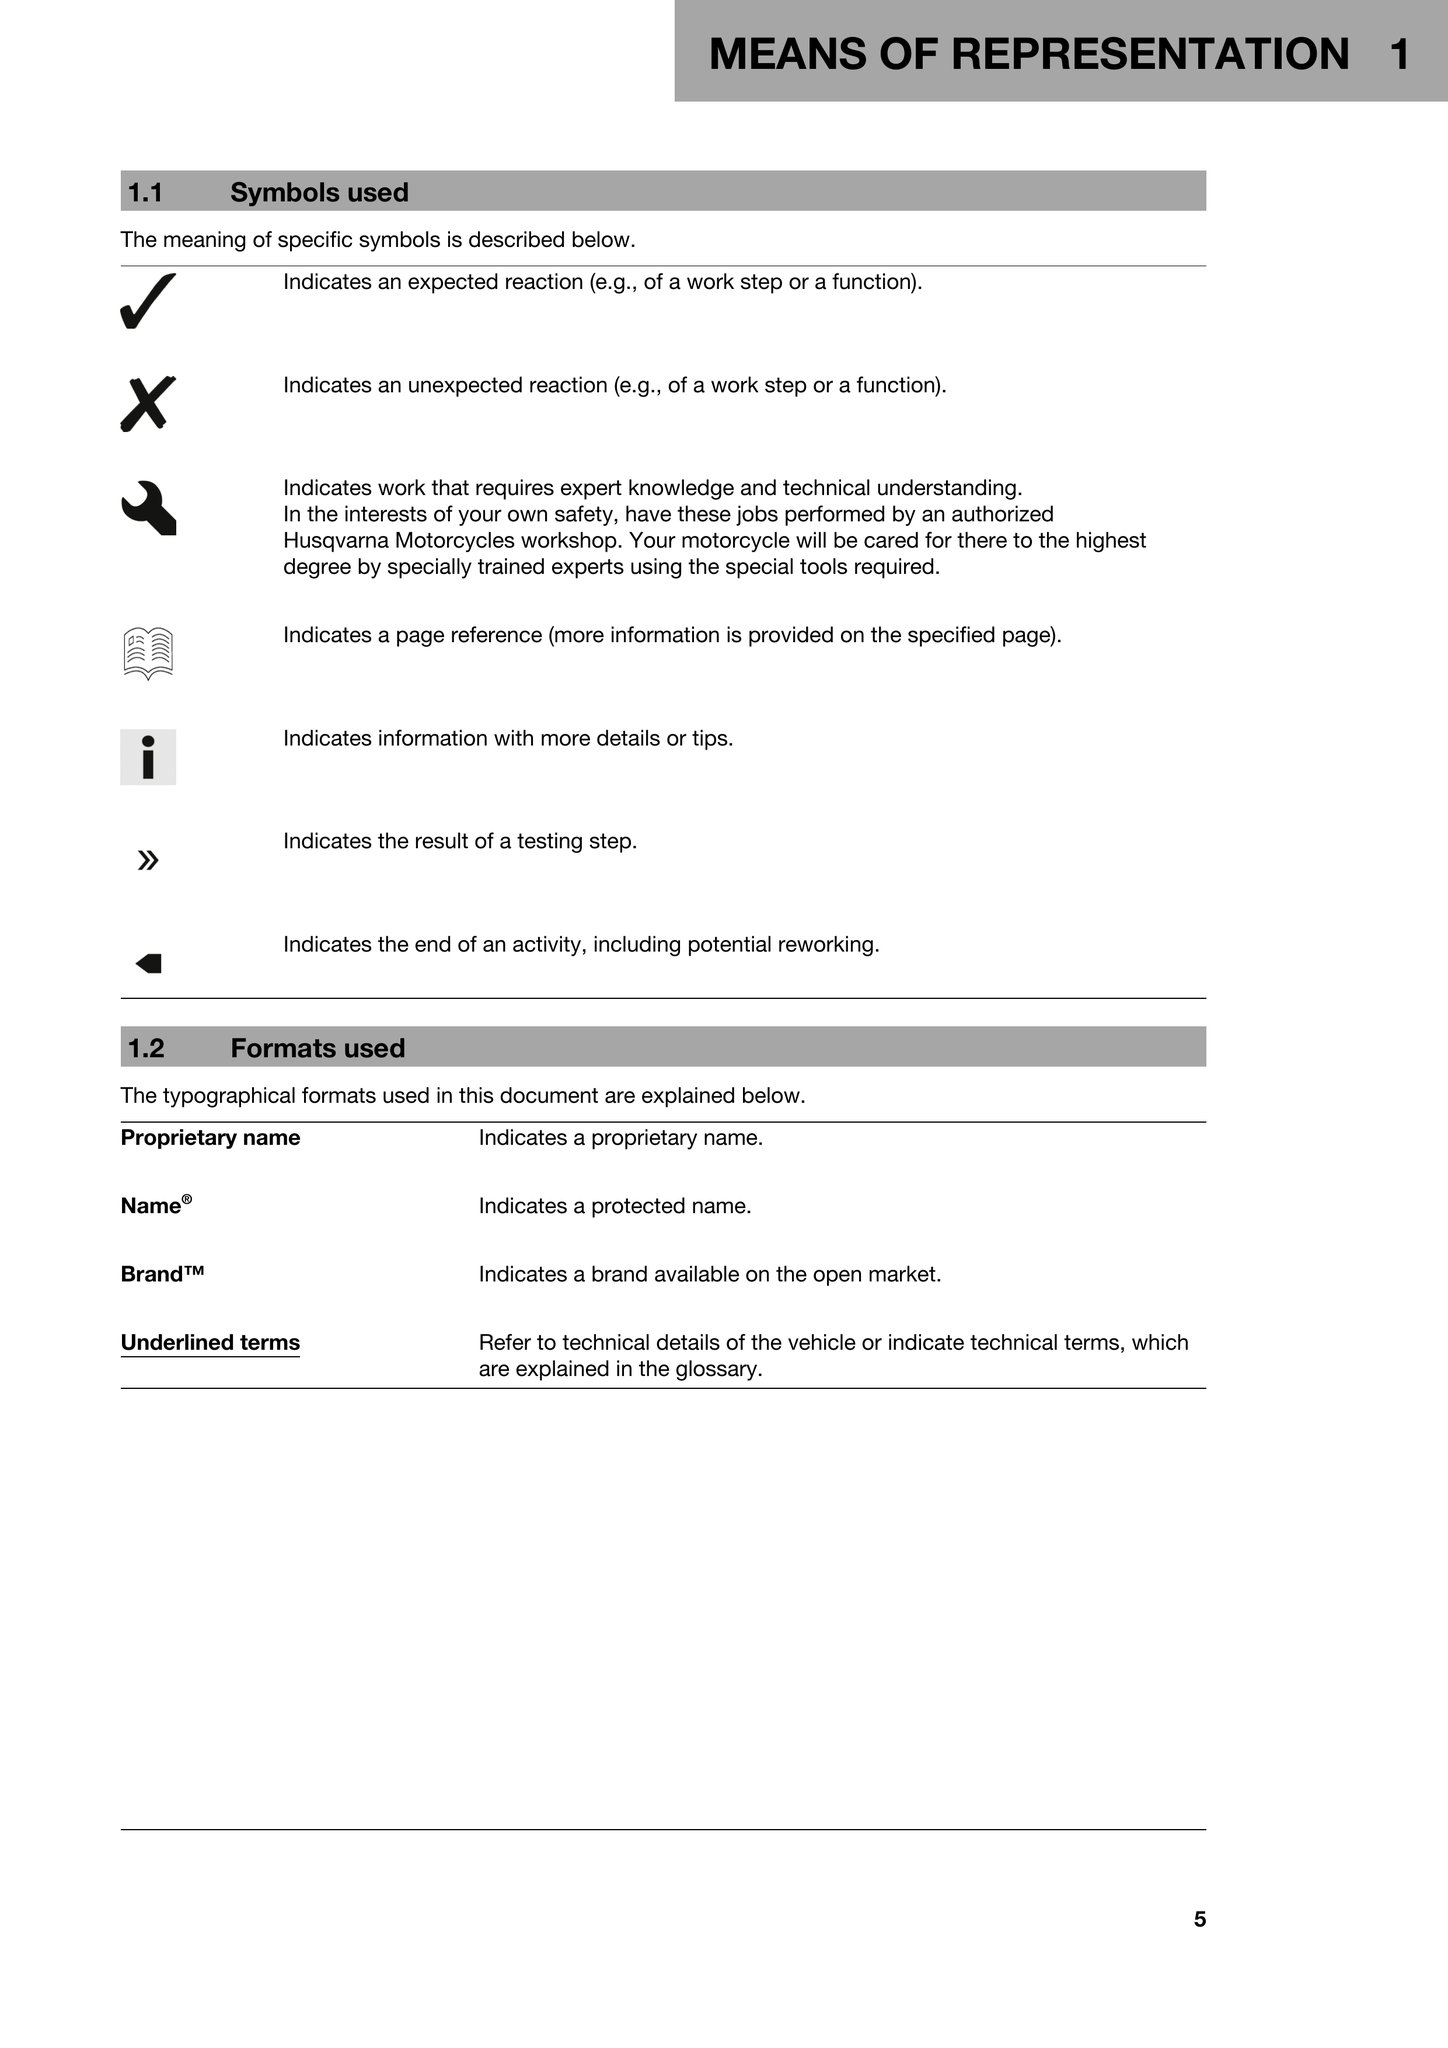 MEANS OF REPRESENTATION 1
1.1 Symbols used
The meaning of specific symbols is described below.
Indicates an expected reaction (e.g., of a work step or a function).
Indicates an unexpected reaction (e.g., of a work step or a function).
Indicates work that requires expert knowledge and technical understanding.
In the interests of your own safety, have these jobs performed by an authorized
Husqvarna Motorcycles workshop. Your motorcycle will be cared for there to the highest
degree by specially trained experts using the special tools required.
Indicates a page reference (more information is provided on the specified page).
i Indicates information with more details or tips.
» Indicates the result of a testing step.
Indicates the end of an activity, including potential reworking.
1.2 Formats used
The typographical formats used in this document are explained below.
Proprietary name Indicates a proprietary name.
Name® Indicates a protected name.
Brand™ Indicates a brand available on the open market.
Underlined terms Refer to technical details of the vehicle or indicate technical terms, which
are explained in the glossary.
5